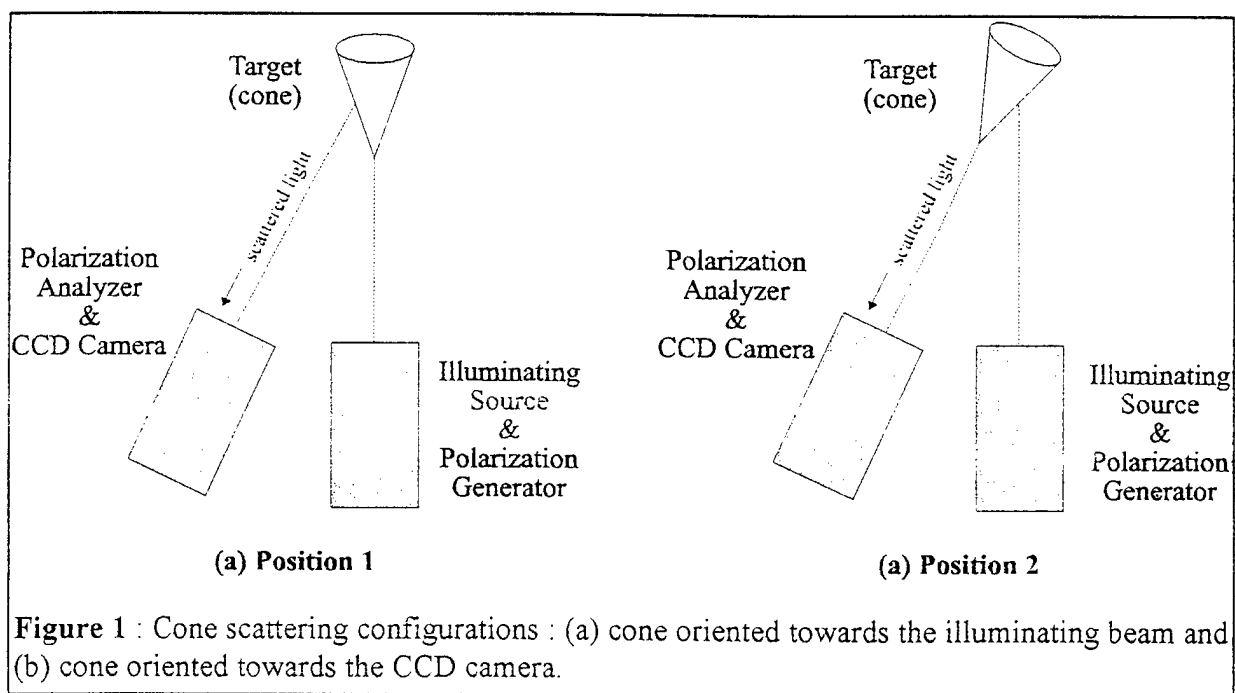 Target
(cone)
scattered light
Polarization
Analyzer
&
CCD Camera
Illuminating
Source
&
Polarization
Generator
(a) Position 1
Target
(cone)
scattered light
Polarization
Analyzer
&
CCD Camera
Illuminating
Source
&
Polarization
Generator
(a) Position 2
Figure 1 : Cone scattering configurations : (a) cone oriented towards the illuminating beam and
(b) cone oriented towards the CCD camera.